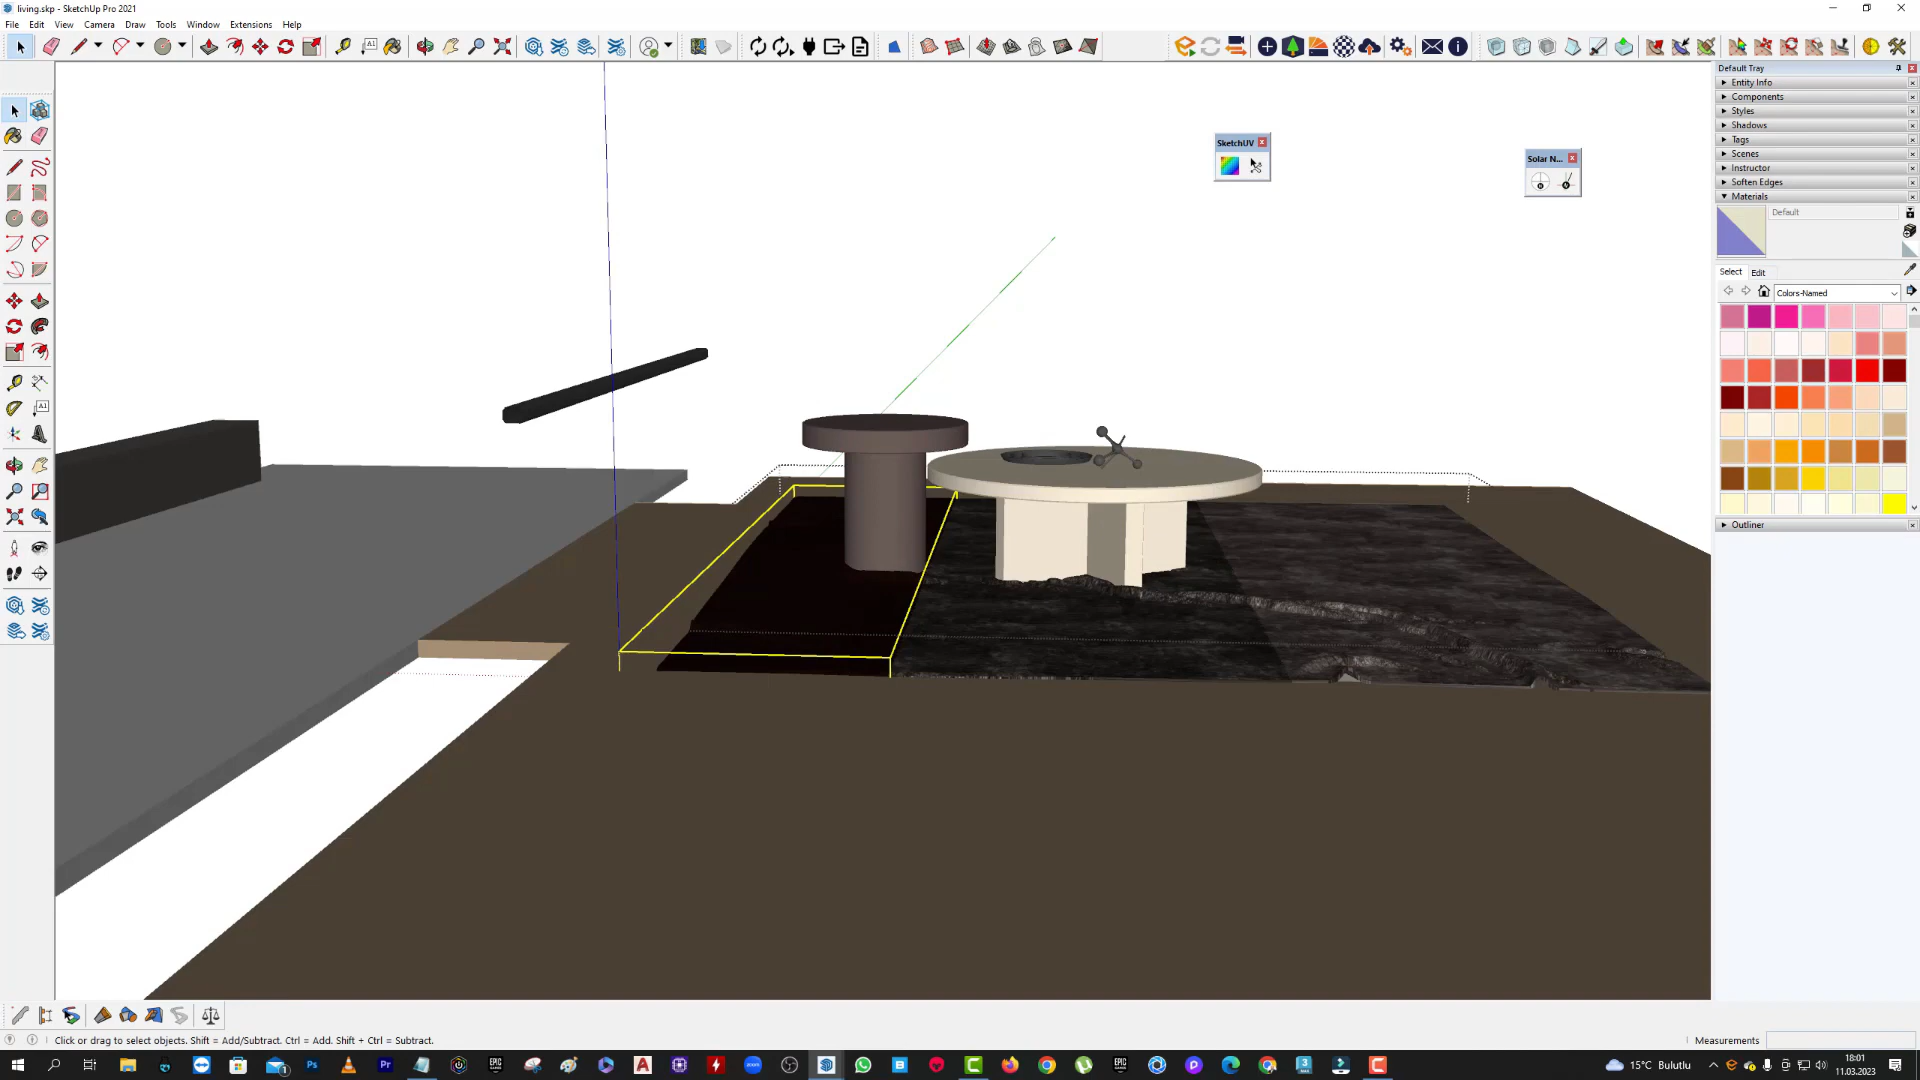 living.skp - SketchUp Pro 2021
File Edit View Camera Draw Tools Window Extensions Help
Default Tray
Entity Info
Components
Styles
Shadows
Tags
Scenes
Instructor
Soften Edges
Materials
Default
Select Edit
Colors-Named
Outliner
SketchUV
Solar N...
Click or drag to select objects. Shift = Add/Subtract. Ctrl = Add. Shift + Ctrl = Subtract.
Measurements
15°C Bulutlu
18:01
11.03.2023